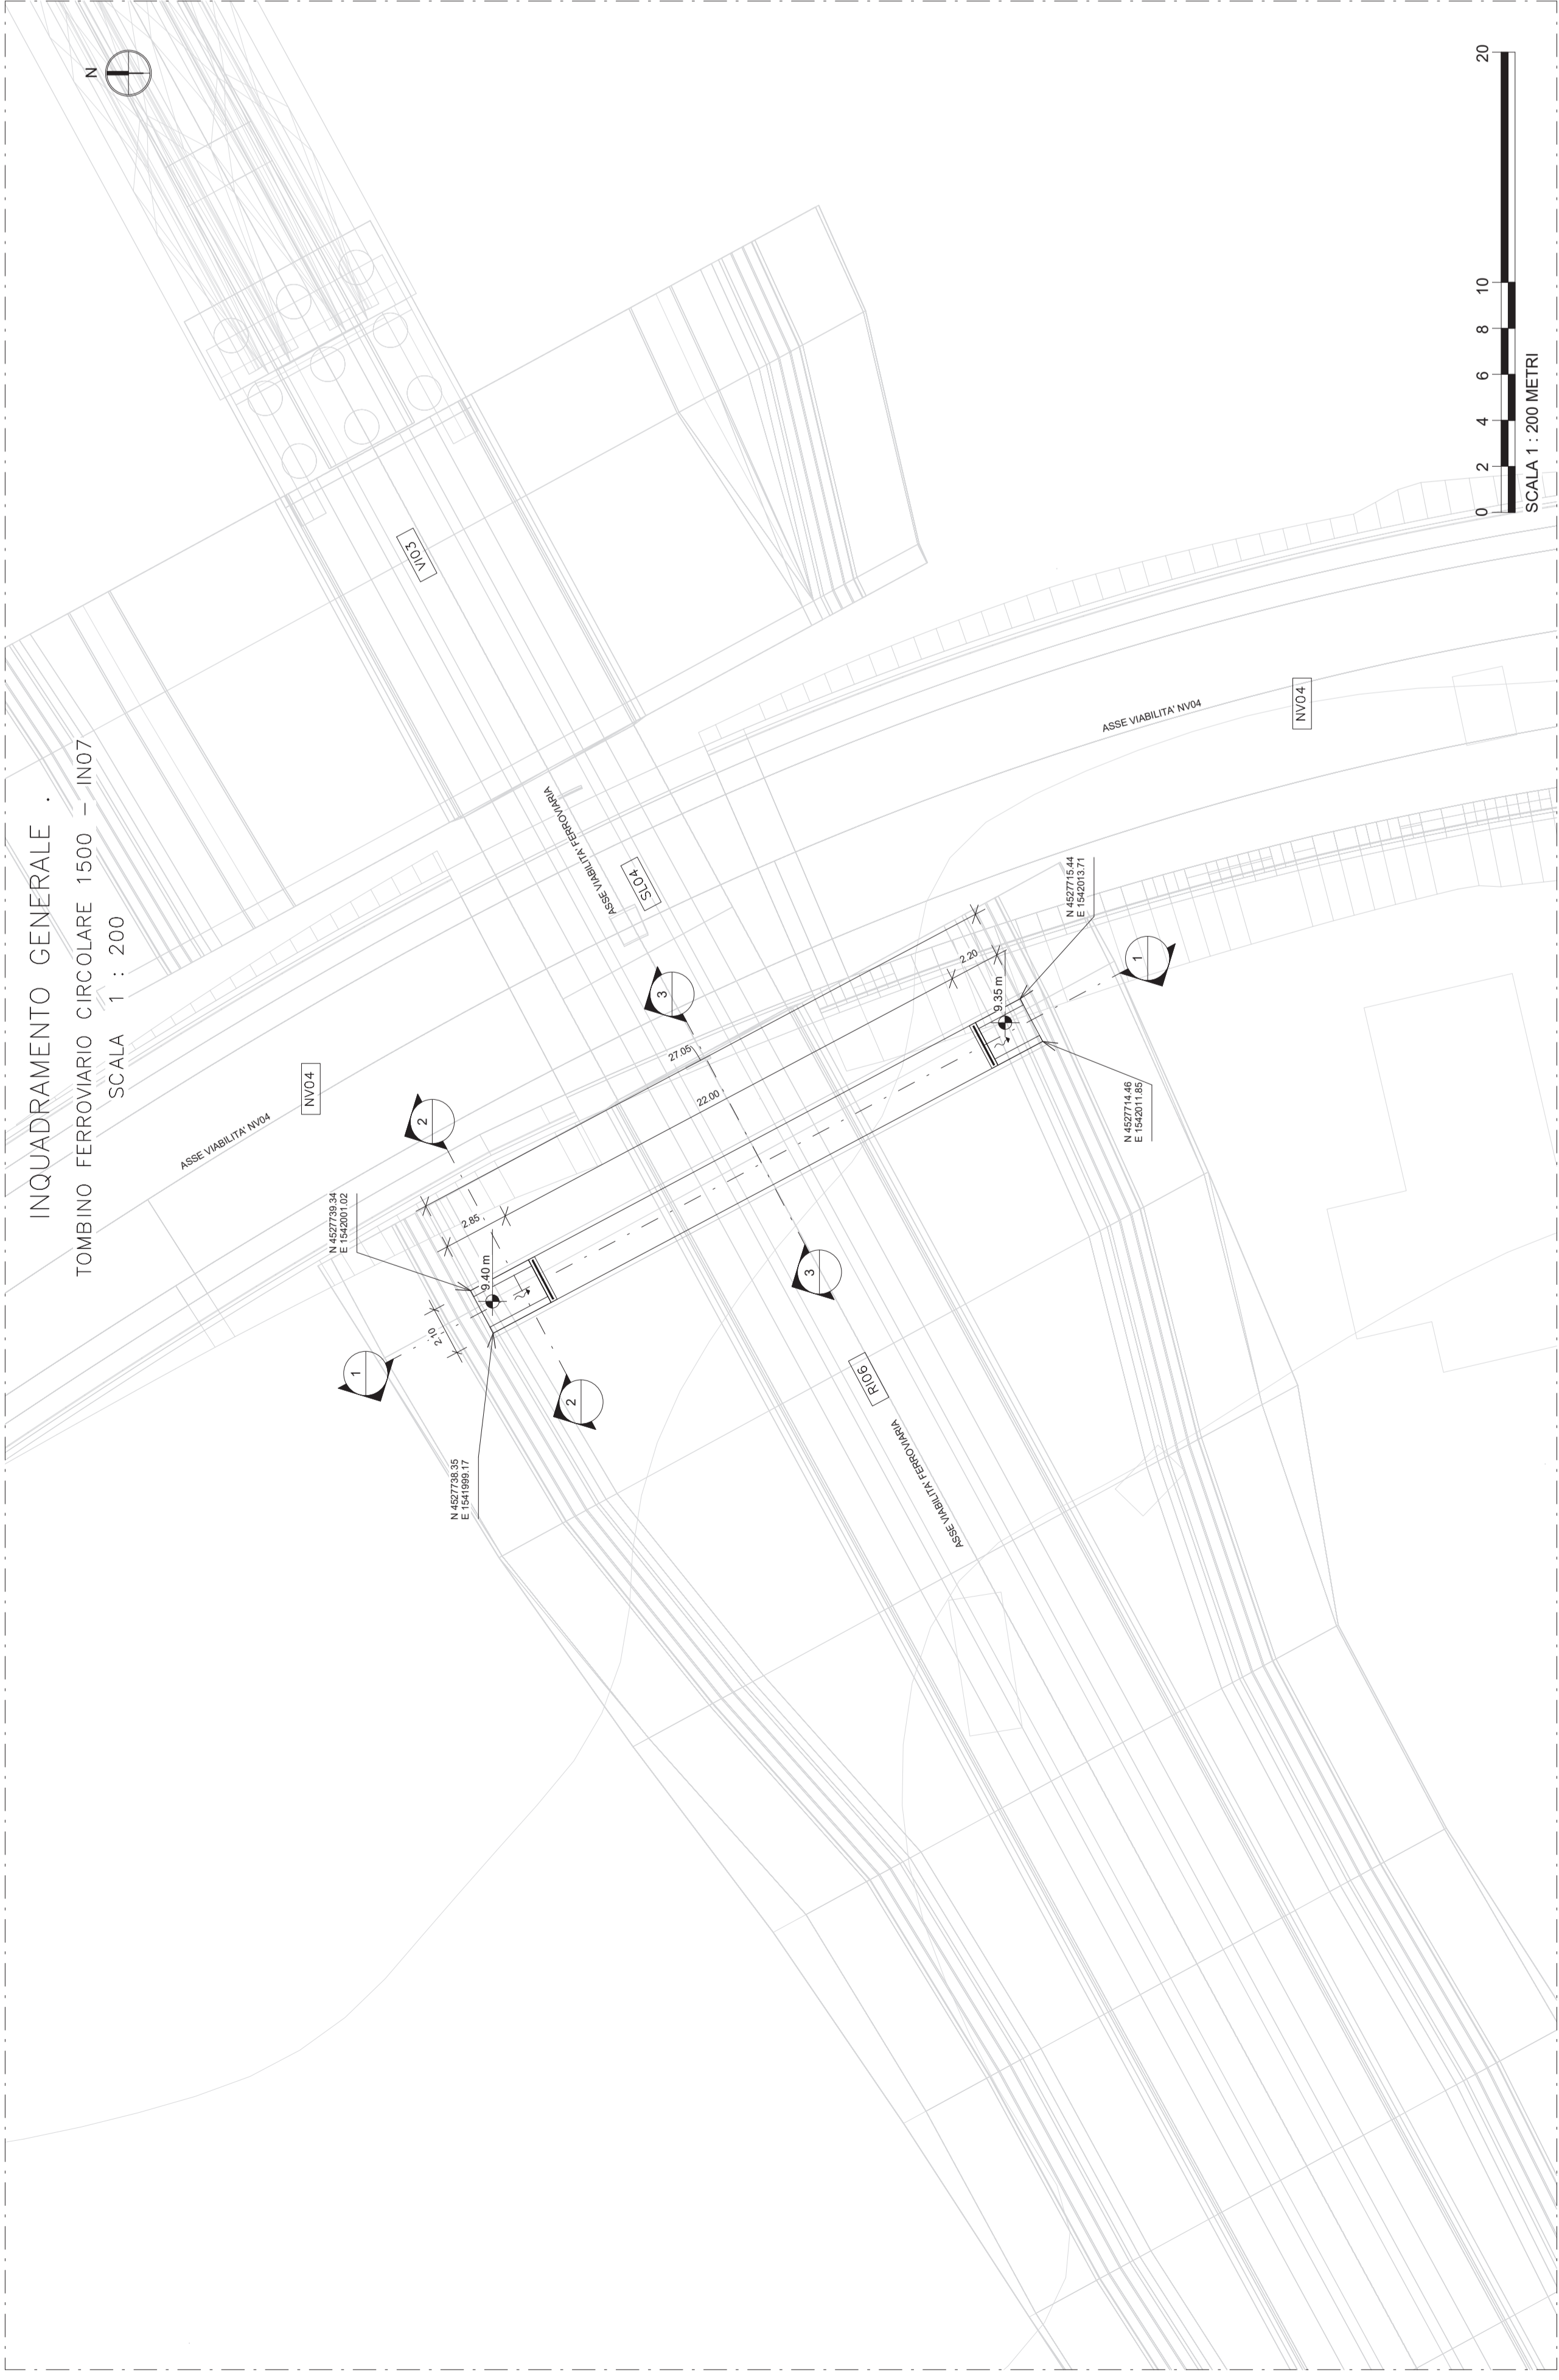 INQUADRAMENTO GENERALE .
TOMBINO FERROVIARIO CIRCOLARE 1500 – IN07
SCALA 1 : 200
N
VI03
ASSE VIABILITA' NV04
NV04
ASSE VIABILITA' FERROVIARIA
SL04
ASSE VIABILITA' NV04
NV04
N 4527739.34
E 1542001.02
N 4527738.35
E 1541999.17
N 4527715.44
E 1542013.71
N 4527714.46
E 1542011.85
1
2
3
3
2
1
2.10
9.40 m
2.85
27.05
22.00
2.20
9.35 m
RI06
ASSE VIABILITA' FERROVIARIA
0
2
4
6
8
10
20
SCALA 1 : 200 METRI